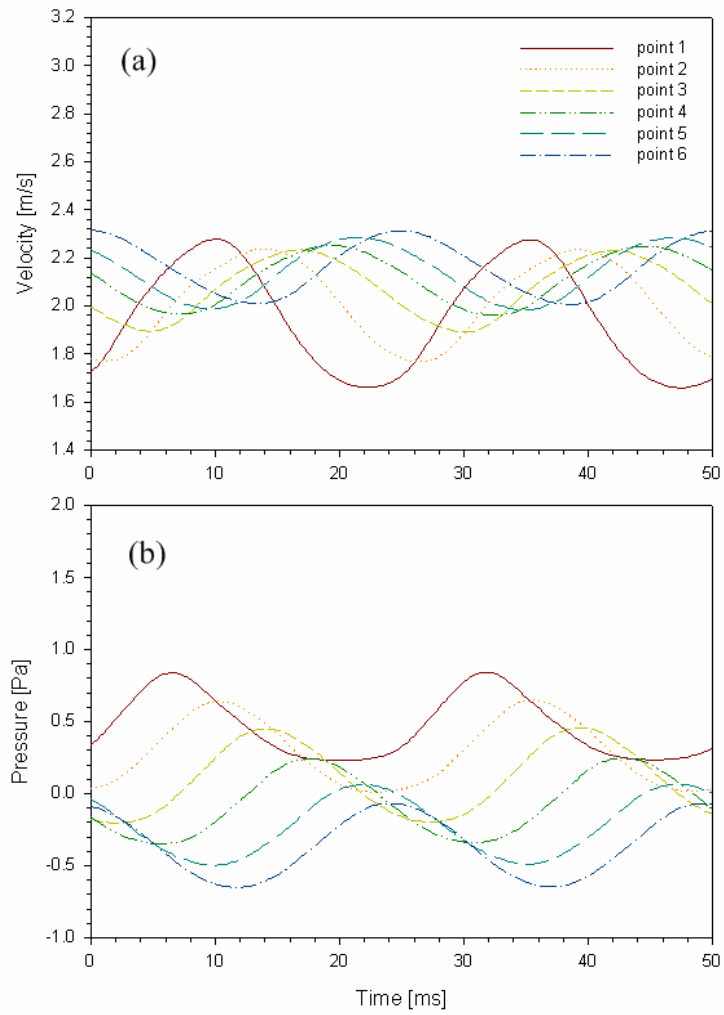 (a)
point 1
point 2
point 3
point 4
point 5
point 6
Velocity [m/s]
3.2
3.0
2.8
2.6
2.4
2.2
2.0
1.8
1.6
1.4
0 10 20 30 40 50
(b)
Pressure [Pa]
2.0
1.5
1.0
0.5
0.0
-0.5
-1.0
0 10 20 30 40 50
Time [ms]